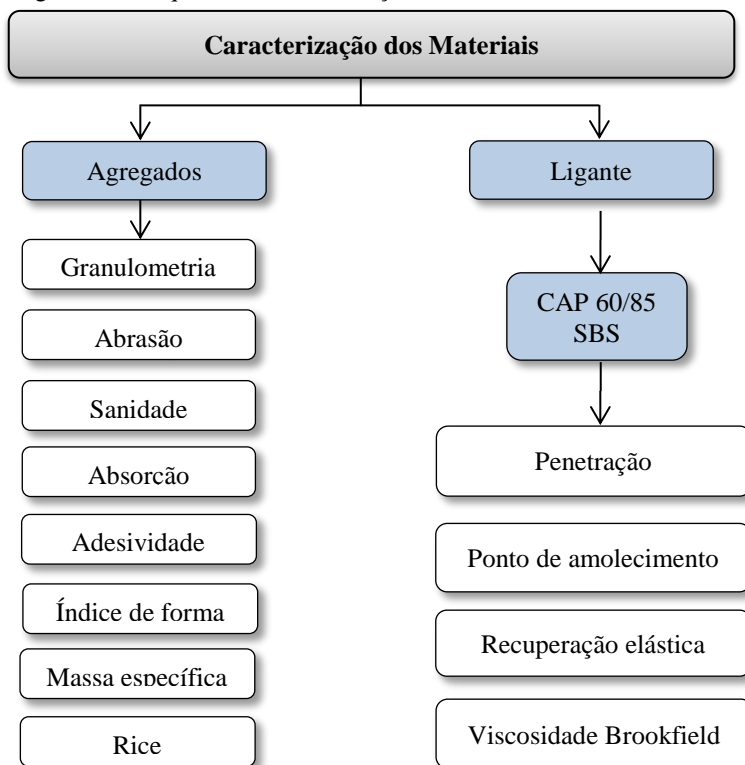 Caracterização dos Materiais
Agregados
Granulometria
Abrasão
Sanidade
Absorção
Adesividade
Índice de forma
Massa específica
Rice
Ligante
CAP 60/85
SBS
Penetração
Ponto de amolecimento
Recuperação elástica
Viscosidade Brookfield